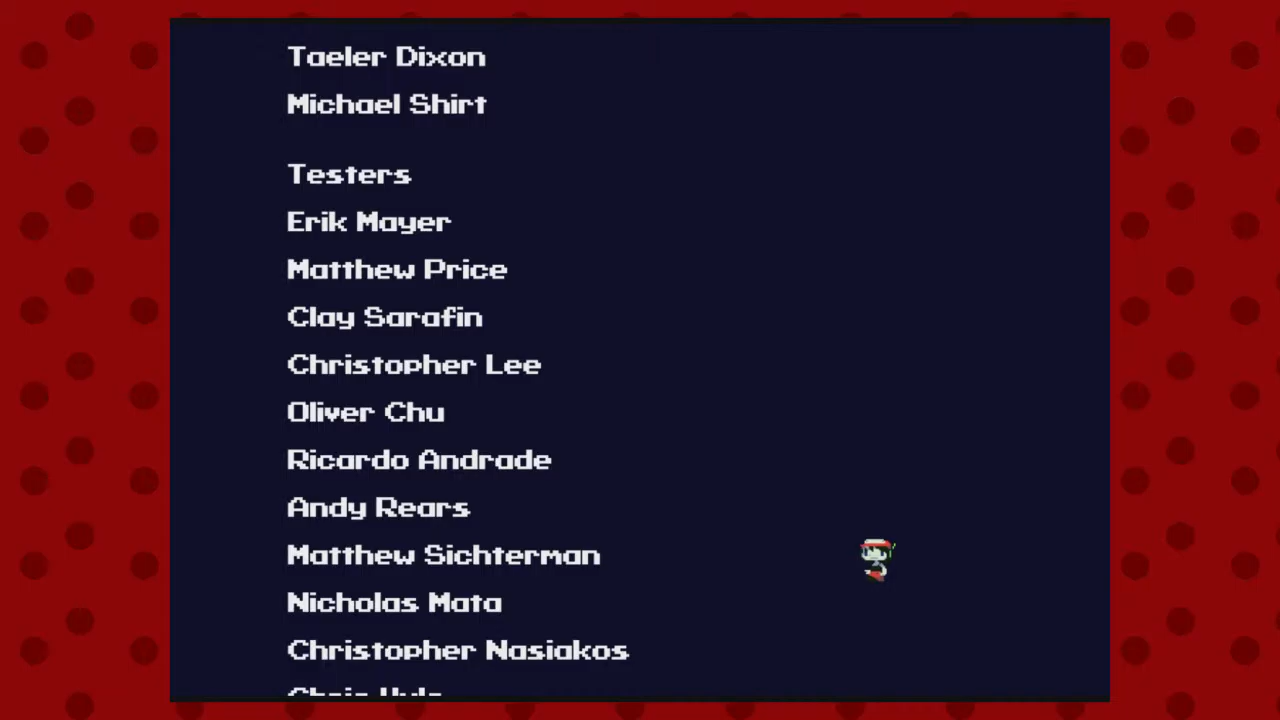 Taeler Dixon
Michael Shirt
Testers
Erik Mayer
Matthew Price
Clay Sarafin
Christopher Lee
Oliver Chu
Ricardo Andrade
Andy Rears
Matthew Sichterman
Nicholas Mata
Christopher Nasiakos